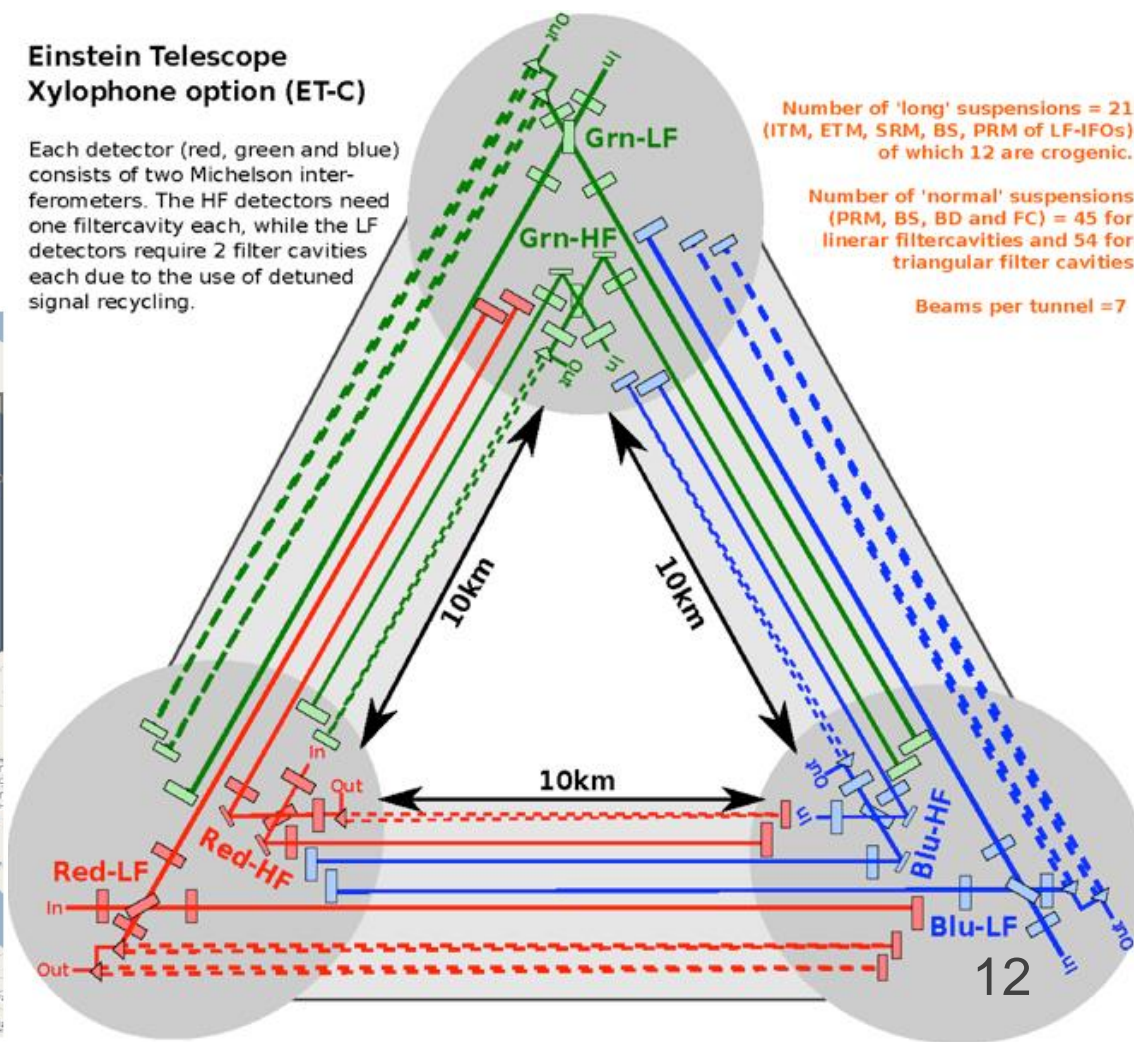 Einstein Telescope
Xylophone option (ET-C)
Each detector (red, green and blue)
consists of two Michelson inter-
ferometers. The HF detectors need
one filtercavity each, while the LF
detectors require 2 filter cavities
each due to the use of detuned
signal recycling.
Number of 'long' suspensions = 21
(ITM, ETM, SRM, BS, PRM of LF-IFOs)
of which 12 are crogenic.
Number of 'normal' suspensions
(PRM, BS, BD and FC) = 45 for
linerar filtercavities and 54 for
triangular filter cavities
Beams per tunnel =7
Out
In
Grn-LF
Grn-HF
In
Out
10km
10km
10km
In
Out
Red-HF
Red-LF
In
Out
Out
In
Blu-HF
Blu-LF
Out
In
12